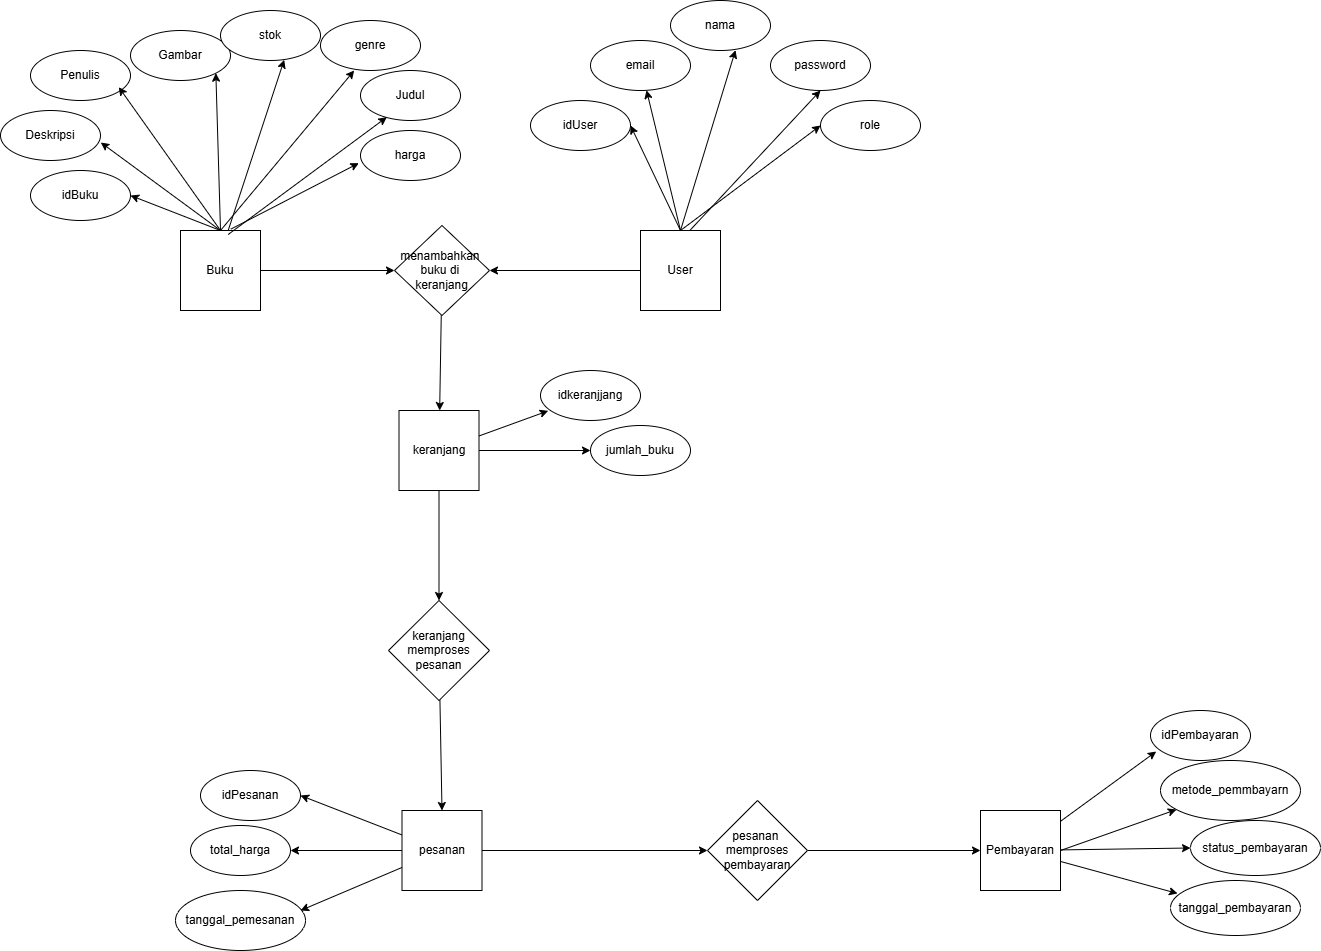 nama
stok
genre
Gambar
email
password
Penulis
Judul
idUser
role
Deskripsi
harga
idBuku
Buku
menambahkan
buku di
keranjang
User
idkeranjjang
keranjang
jumlah_buku
keranjang
memproses
pesanan
idPembayaran
idPesanan
metode_pemmbayarn
total_harga
pesanan
pesanan
memproses
pembayaran
Pembayaran
status_pembayaran
tanggal_pemesanan
tanggal_pembayaran